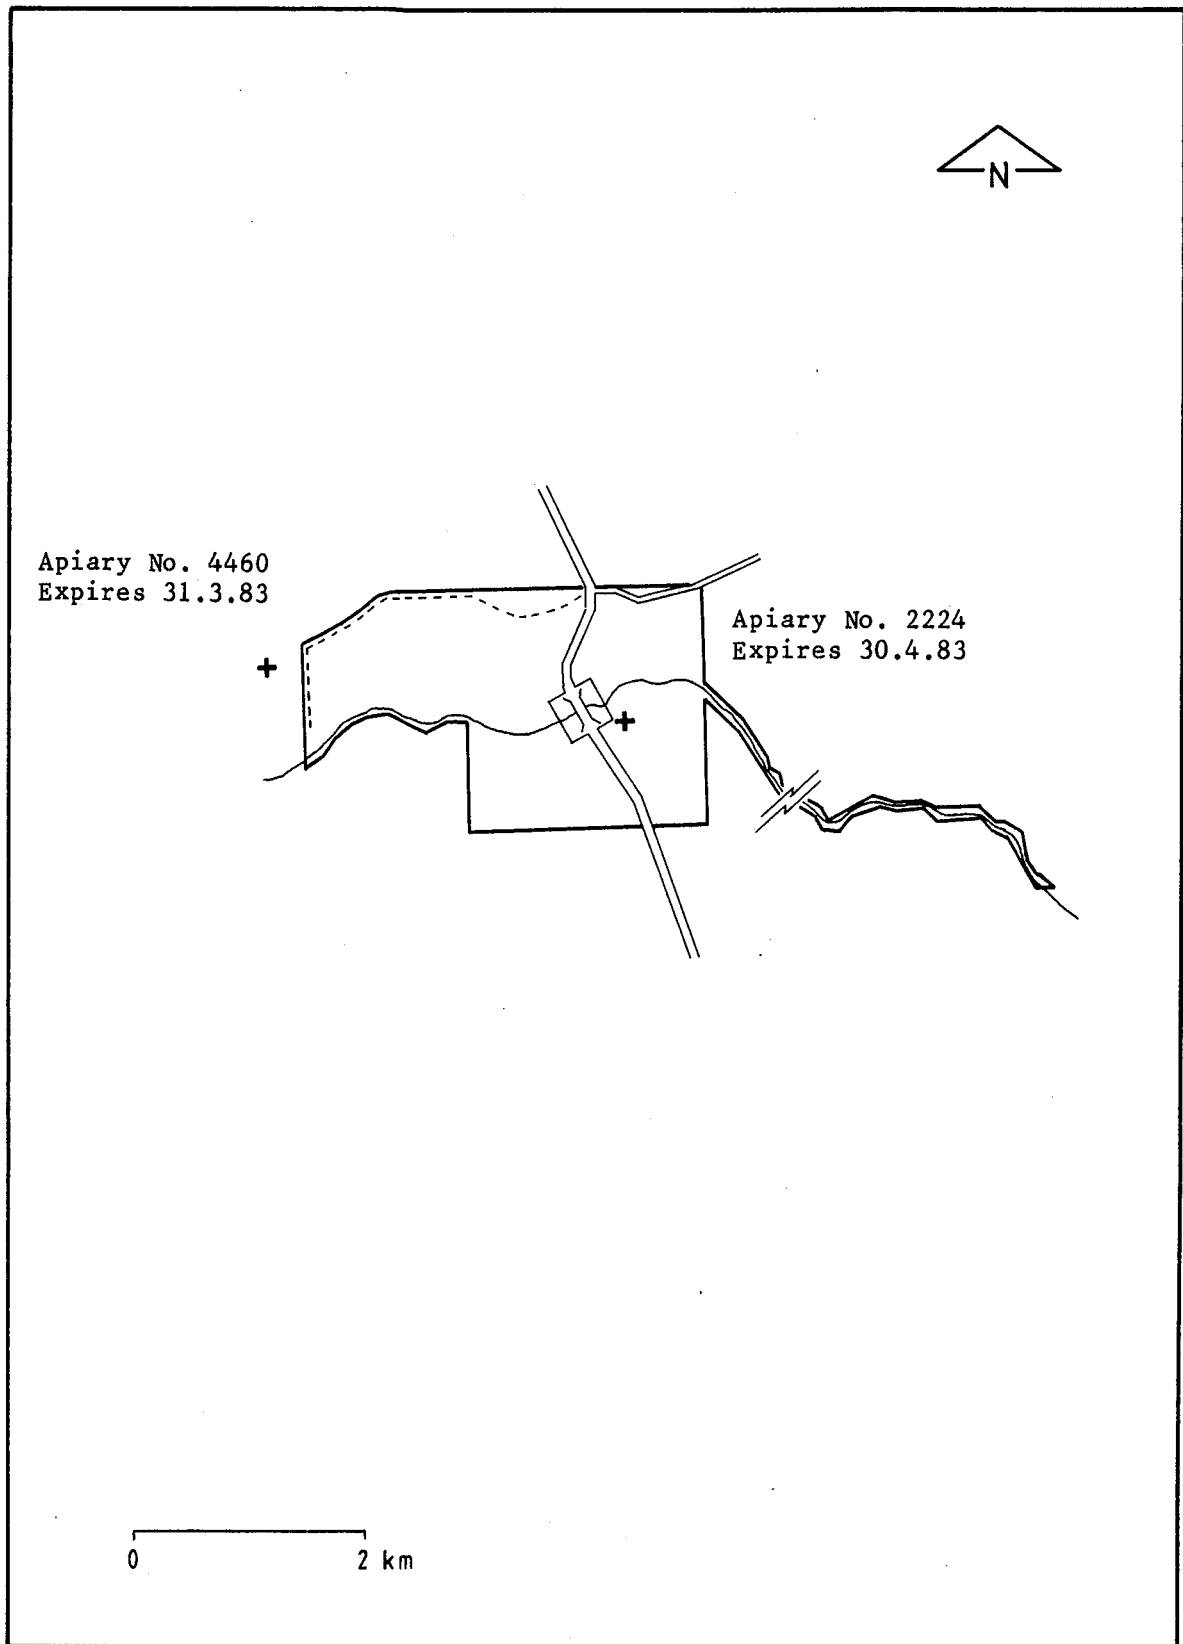 N
Apiary No. 4460
Expires 31.3.83
Apiary No. 2224
Expires 30.4.83
0 2 km